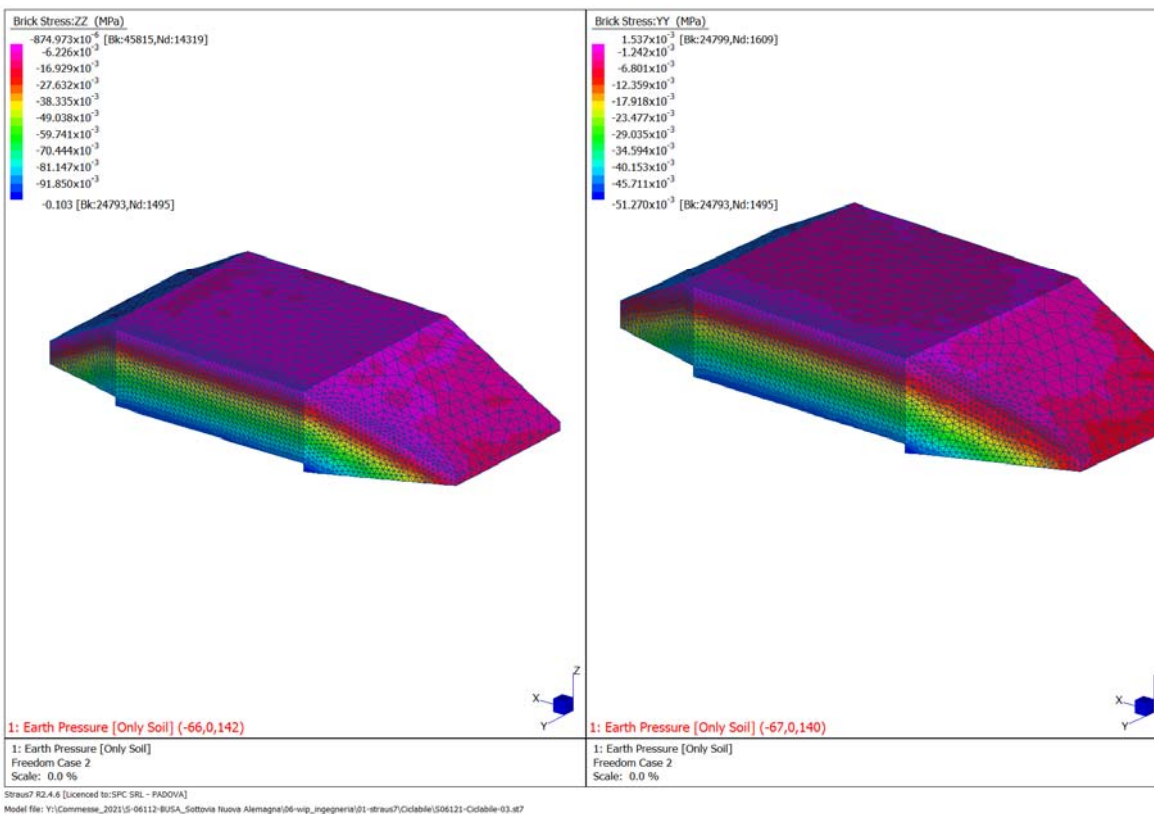 Brick Stress:ZZ (MPa)
-874.973x10⁻⁶ [Bk:45815,Nd:14319]
-6.226x10⁻³
-16.929x10⁻³
-27.632x10⁻³
-38.335x10⁻³
-49.038x10⁻³
-59.741x10⁻³
-70.444x10⁻³
-81.147x10⁻³
-91.850x10⁻³
-0.103 [Bk:24793,Nd:1495]
Z
X
Y
1: Earth Pressure [Only Soil] (-66,0,142)
1: Earth Pressure [Only Soil]
Freedom Case 2
Scale: 0.0 %
Brick Stress:YY (MPa)
1.537x10⁻³ [Bk:24799,Nd:1609]
-1.242x10⁻³
-6.801x10⁻³
-12.359x10⁻³
-17.918x10⁻³
-23.477x10⁻³
-29.035x10⁻³
-34.594x10⁻³
-40.153x10⁻³
-45.711x10⁻³
-51.270x10⁻³ [Bk:24793,Nd:1495]
X
Y
1: Earth Pressure [Only Soil] (-67,0,140)
1: Earth Pressure [Only Soil]
Freedom Case 2
Scale: 0.0 %
Straus7 R2.4.6 [Licenced to:SPC SRL - PADOVA]
Model file: Y:\Commesse_2021\S-06112-BUSA_Sottovia Nuova Alemagna\06-wip_ingegneria\01-straus7\Ciclabile\S06121-Ciclabile-03.st7